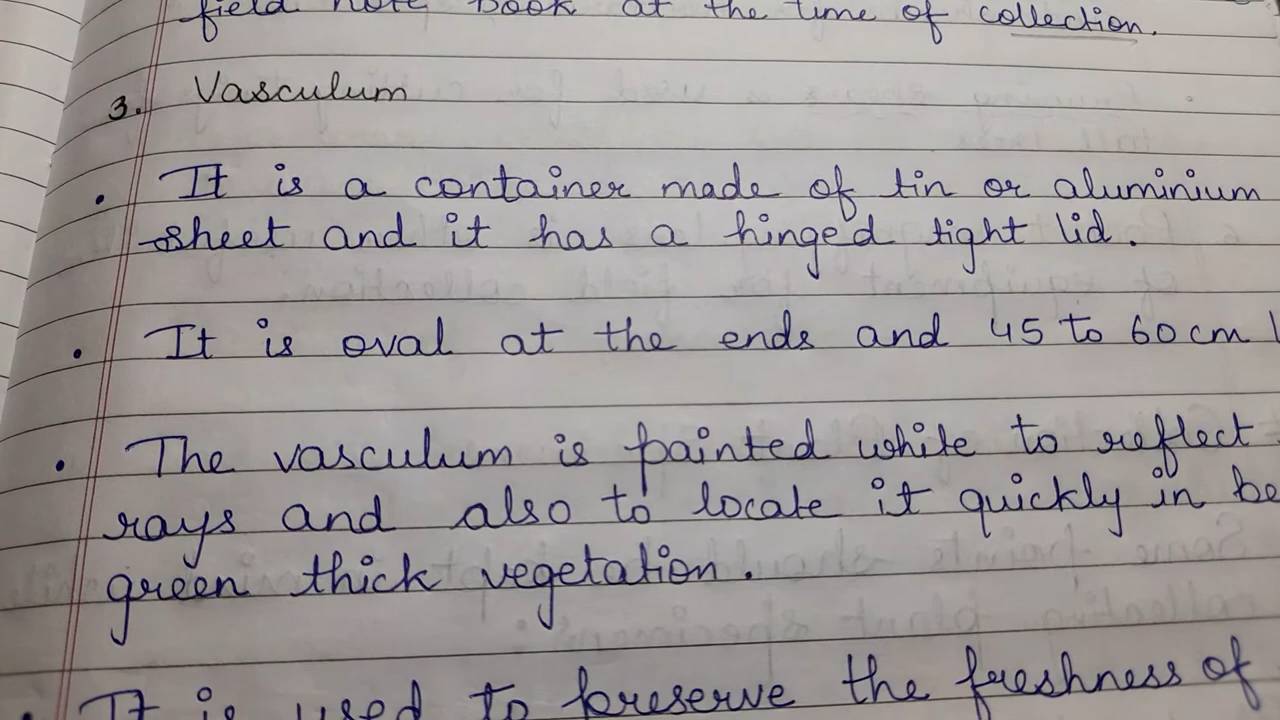 field note book at the time of collection.
3. Vasculum
• It is a container made of tin or aluminium
sheet and it has a hinged tight lid.
• It is oval at the ends and 45 to 60 cm
• The vasculum is painted white to reflect
rays and also to locate it quickly in be
green thick vegetation.
• It is used to preserve the freshness of